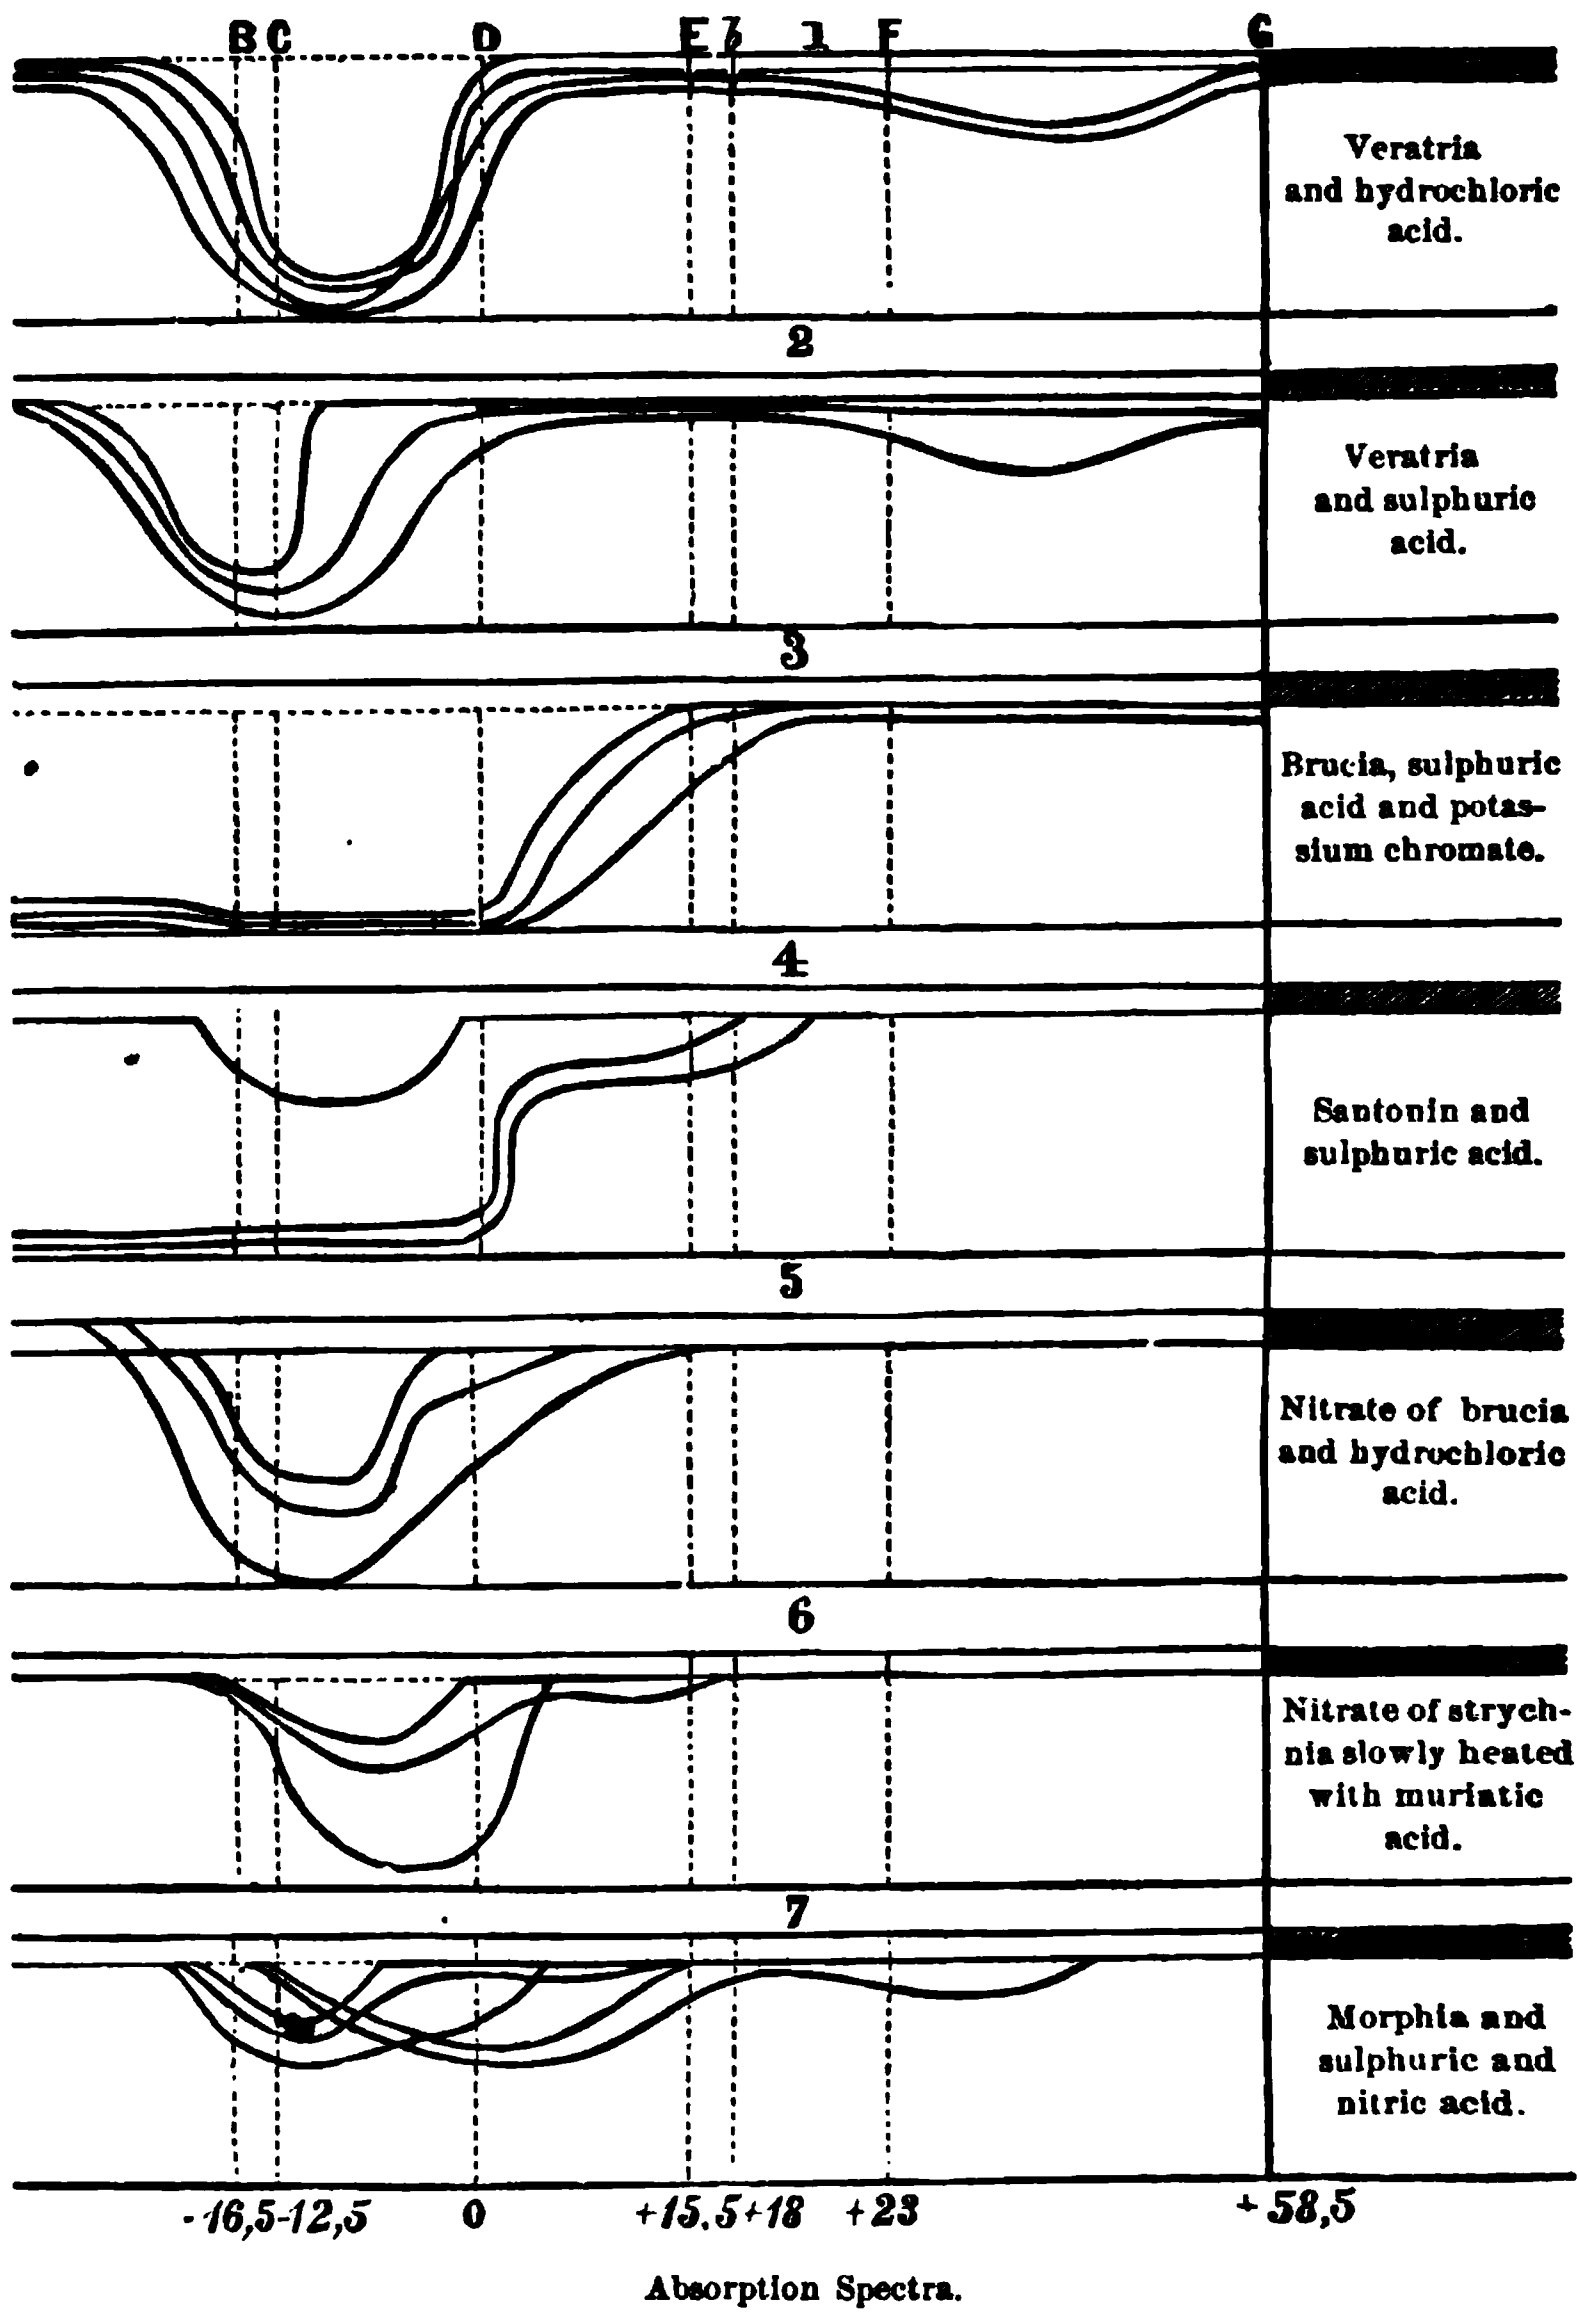 B C D E b 1 F G
Veratria
and hydrochloric
acid.
2
Veratria
and sulphuric
acid.
3
Brucia, sulphuric
acid and potas-
sium chromate.
4
Santonin and
sulphuric acid.
5
Nitrate of brucia
and hydrochloric
acid.
6
Nitrate of strych-
nia slowly heated
with muriatic
acid.
7
Morphia and
sulphuric and
nitric acid.
-16,5 -12,5 0 +15.5 +18 +23 +58,5
Absorption Spectra.